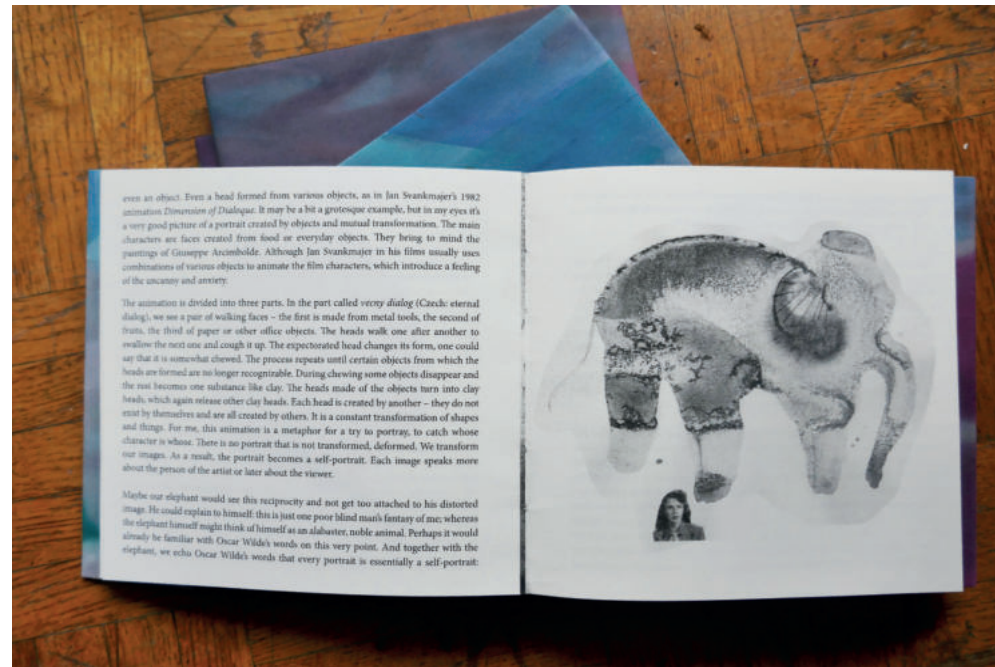 even an object. Even a head formed from various objects, as in Jan Svankmajer's 1982
animation Dimension of Dialogue. It may be a bit a grotesque example, but in my eyes it's
a very good picture of a portrait created by objects and mutual transformation. The main
characters are faces created from food or everyday objects. They bring to mind the
paintings of Giuseppe Arcimbolde. Although Jan Svankmajer in his films usually uses
combinations of various objects to animate the film characters, which introduce a feeling
of the uncanny and anxiety.
The animation is divided into three parts. In the part called vecny dialog (Czech: eternal
dialog), we see a pair of walking faces – the first is made from metal tools, the second of
fruits, the third of paper or other office objects. The heads walk one after another to
swallow the next one and cough it up. The expectorated head changes its form, one could
say that it is somewhat chewed. The process repeats until certain objects from which the
heads are formed are no longer recognizable. During chewing some objects disappear and
the rest becomes one substance like clay. The heads made of the objects turn into clay
heads, which again release other clay heads. Each head is created by another – they do not
exist by themselves and are all created by others. It is a constant transformation of shapes
and things. For me, this animation is a metaphor for a try to portray, to catch whose
character is whose. There is no portrait that is not transformed, deformed. We transform
our images. As a result, the portrait becomes a self-portrait. Each image speaks more
about the person of the artist or later about the viewer.
Maybe our elephant would see this reciprocity and not get too attached to his distorted
image. He could explain to himself: this is just one poor blind man's fantasy of me; whereas
the elephant himself might think of himself as an alabaster, noble animal. Perhaps it would
already be familiar with Oscar Wilde's words on this very point. And together with the
elephant, we echo Oscar Wilde's words that every portrait is essentially a self-portrait: